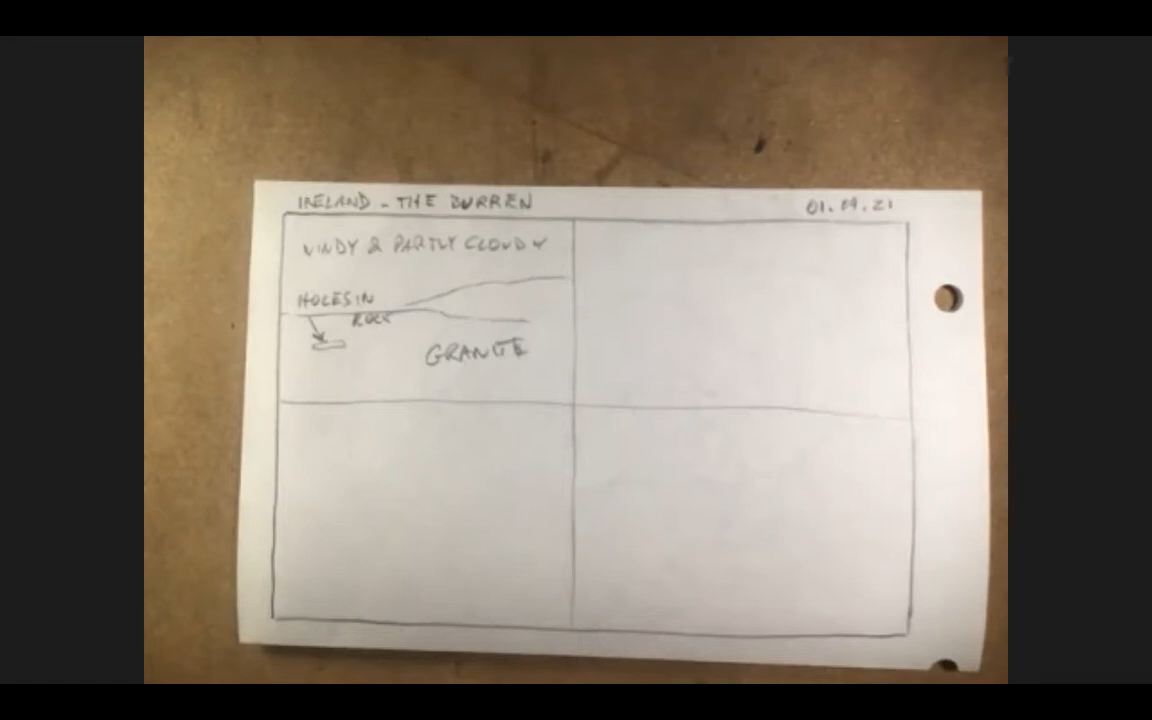 IRELAND - THE BURREN
01.09.21
WINDY & PARTLY CLOUDY
HOLES IN
ROCK
GRANITE